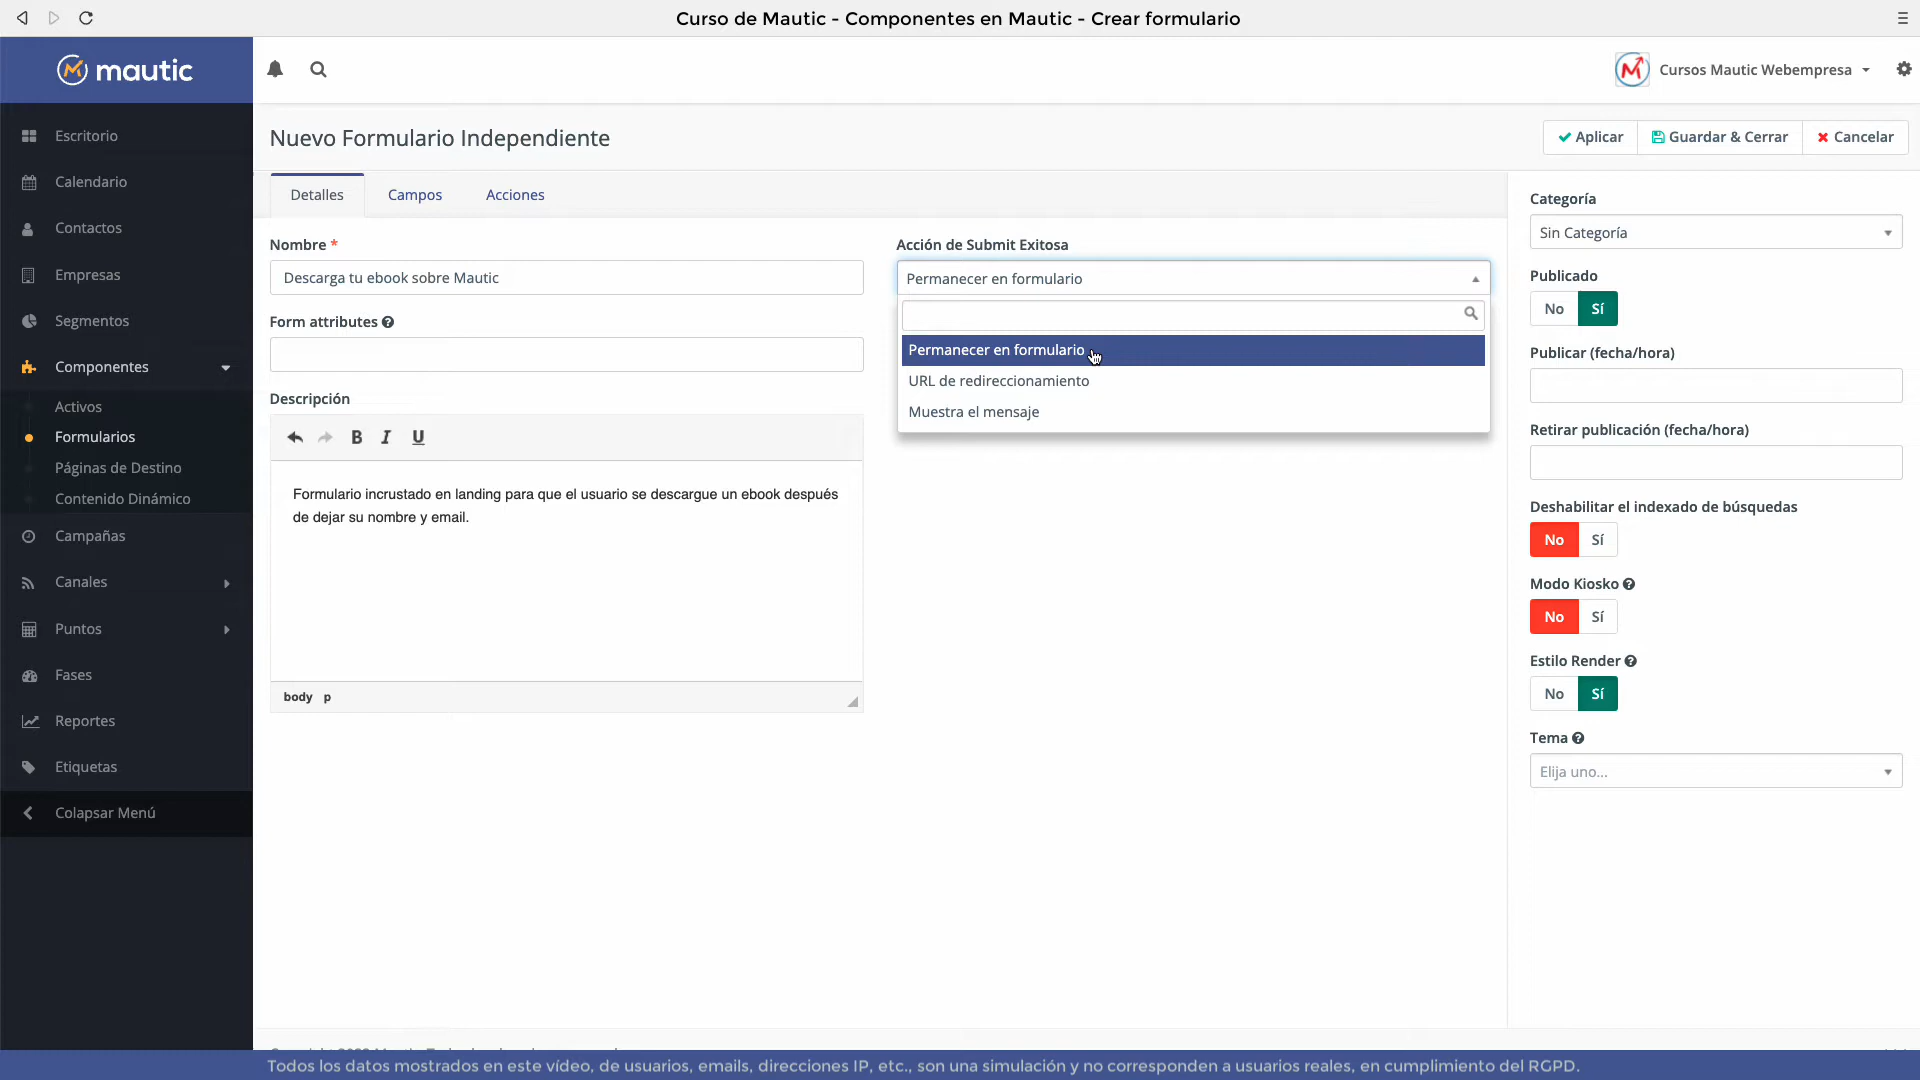 Curso de Mautic - Componentes en Mautic - Crear formulario
mautic
Cursos Mautic Webempresa
Escritorio
Calendario
Contactos
Empresas
Segmentos
Componentes
Activos
Formularios
Páginas de Destino
Contenido Dinámico
Campañas
Canales
Puntos
Fases
Reportes
Etiquetas
Colapsar Menú
Nuevo Formulario Independiente
Aplicar
Guardar & Cerrar
Cancelar
Detalles
Campos
Acciones
Nombre *
Descarga tu ebook sobre Mautic
Form attributes
Descripción
B I U
Formulario incrustado en landing para que el usuario se descargue un ebook después
de dejar su nombre y email.
body p
Acción de Submit Exitosa
Permanecer en formulario
Permanecer en formulario
URL de redireccionamiento
Muestra el mensaje
Categoría
Sin Categoría
Publicado
No Sí
Publicar (fecha/hora)
Retirar publicación (fecha/hora)
Deshabilitar el indexado de búsquedas
No Sí
Modo Kiosko
No Sí
Estilo Render
No Sí
Tema
Elija uno...
Todos los datos mostrados en este vídeo, de usuarios, emails, direcciones IP, etc., son una simulación y no corresponden a usuarios reales, en cumplimiento del RGPD.